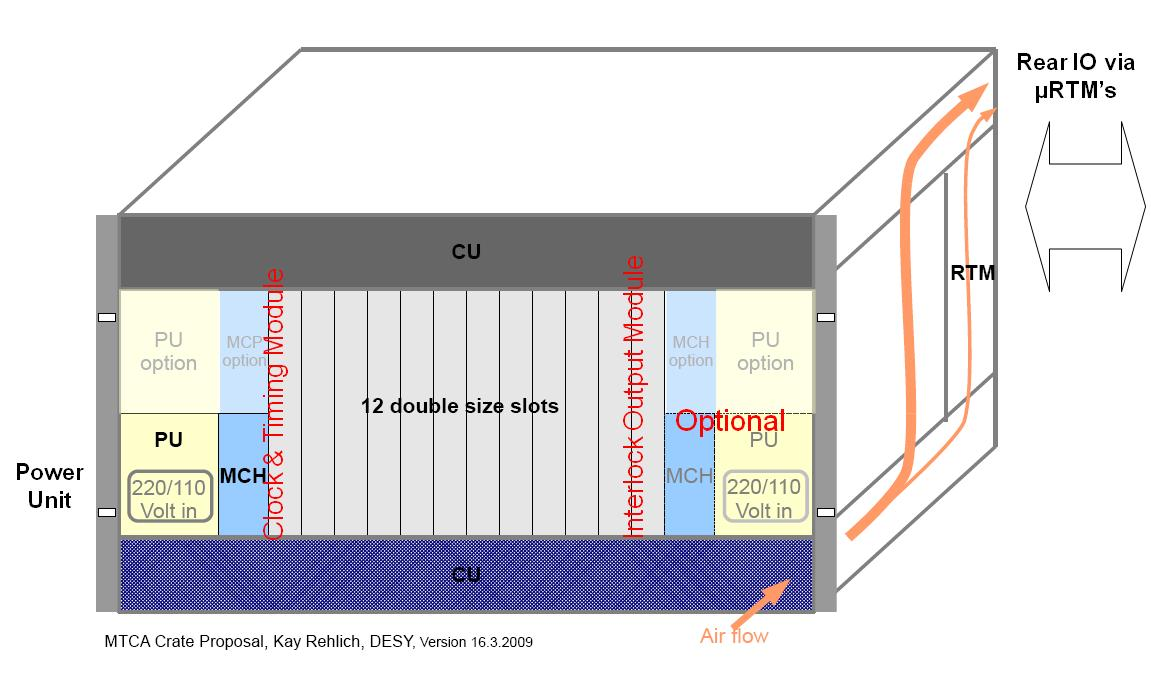 Rear IO via
µRTM's
CU
PU
option
MCP
option
Clock & Timing Module
12 double size slots
Interlock Output Module
MCH
option
PU
option
RTM
Optional
PU
MCH
MCH
PU
Power
Unit
220/110
Volt in
220/110
Volt in
CU
Air flow
MTCA Crate Proposal, Kay Rehlich, DESY, Version 16.3.2009